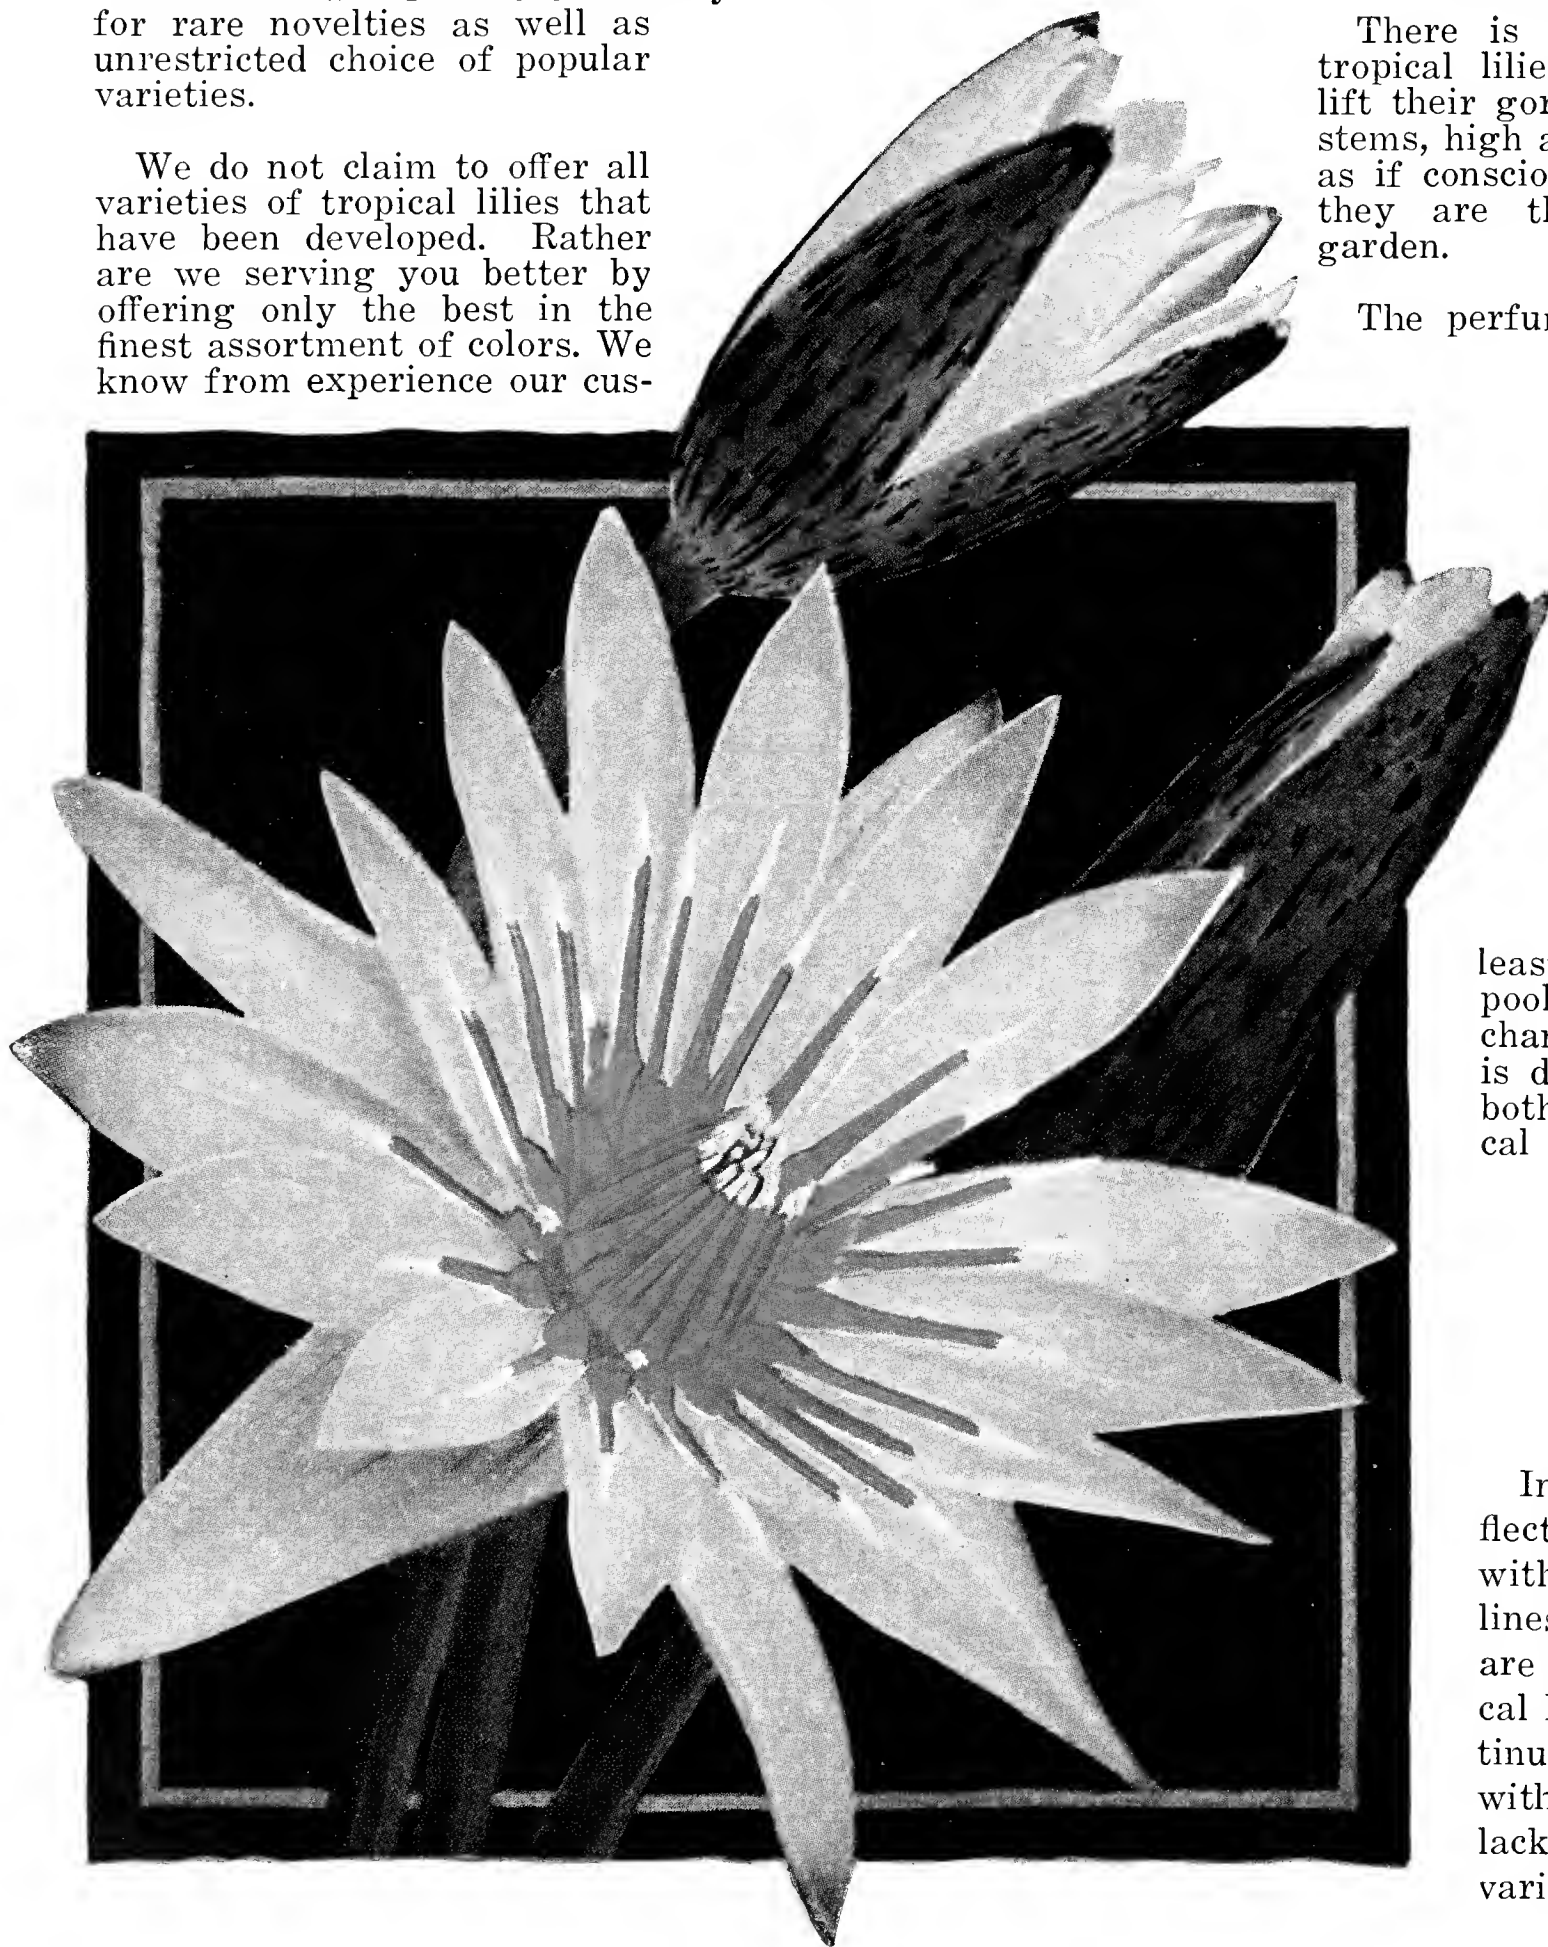 for rare novelties as well as
unrestricted choice of popular
varieties.
We do not claim to offer all
varieties of tropical lilies that
have been developed. Rather
are we serving you better by
offering only the best in the
finest assortment of colors. We
know from experience our cus-
There is
tropical lilie
lift their gor
stems, high a
as if conscio
they are th
garden.
The perfu
leas
pool
char
is d
both
cal
In
flect
with
lines
are
cal
tinu
with
lack
vari